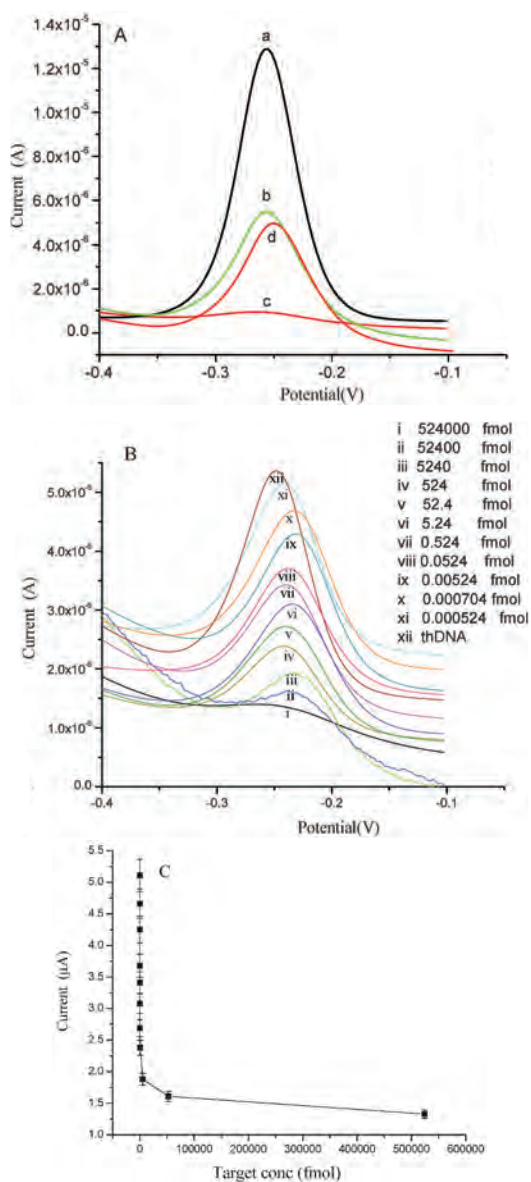 A
a
b
d
c
1.4x10⁻⁵
1.2x10⁻⁵
1.0x10⁻⁵
8.0x10⁻⁶
6.0x10⁻⁶
4.0x10⁻⁶
2.0x10⁻⁶
0.0
Current (A)
-0.4
-0.3
-0.2
-0.1
Potential(V)
B
i 524000 fmol
ii 52400 fmol
iii 5240 fmol
iv 524 fmol
v 52.4 fmol
vi 5.24 fmol
vii 0.524 fmol
viii 0.0524 fmol
ix 0.00524 fmol
x 0.000704 fmol
xi 0.000524 fmol
xii thDNA
xii
xi
x
ix
viii
vii
vi
v
iv
iii
ii
i
5.0x10⁻⁶
4.0x10⁻⁶
3.0x10⁻⁶
2.0x10⁻⁶
1.0x10⁻⁶
0.0
Current (A)
-0.4
-0.3
-0.2
-0.1
Potential(V)
C
5.5
5.0
4.5
4.0
3.5
3.0
2.5
2.0
1.5
1.0
Current (µA)
0
100000
200000
300000
400000
500000
600000
Target conc (fmol)